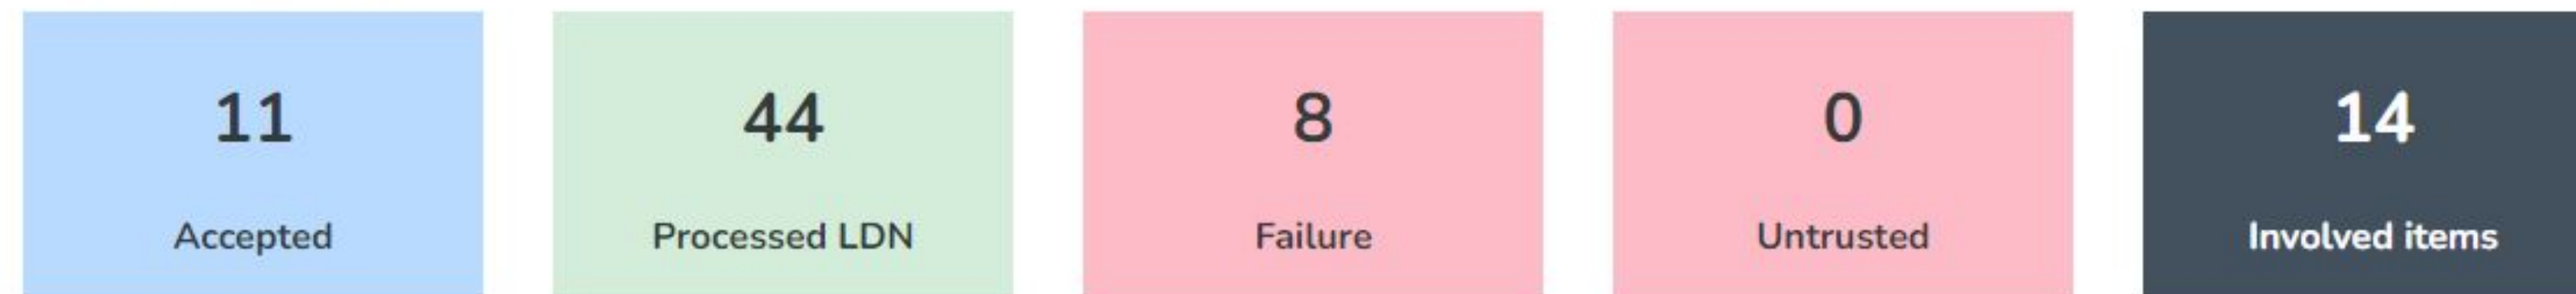 11
Accepted
44
Processed LDN
8
Failure
0
Untrusted
14
Involved items